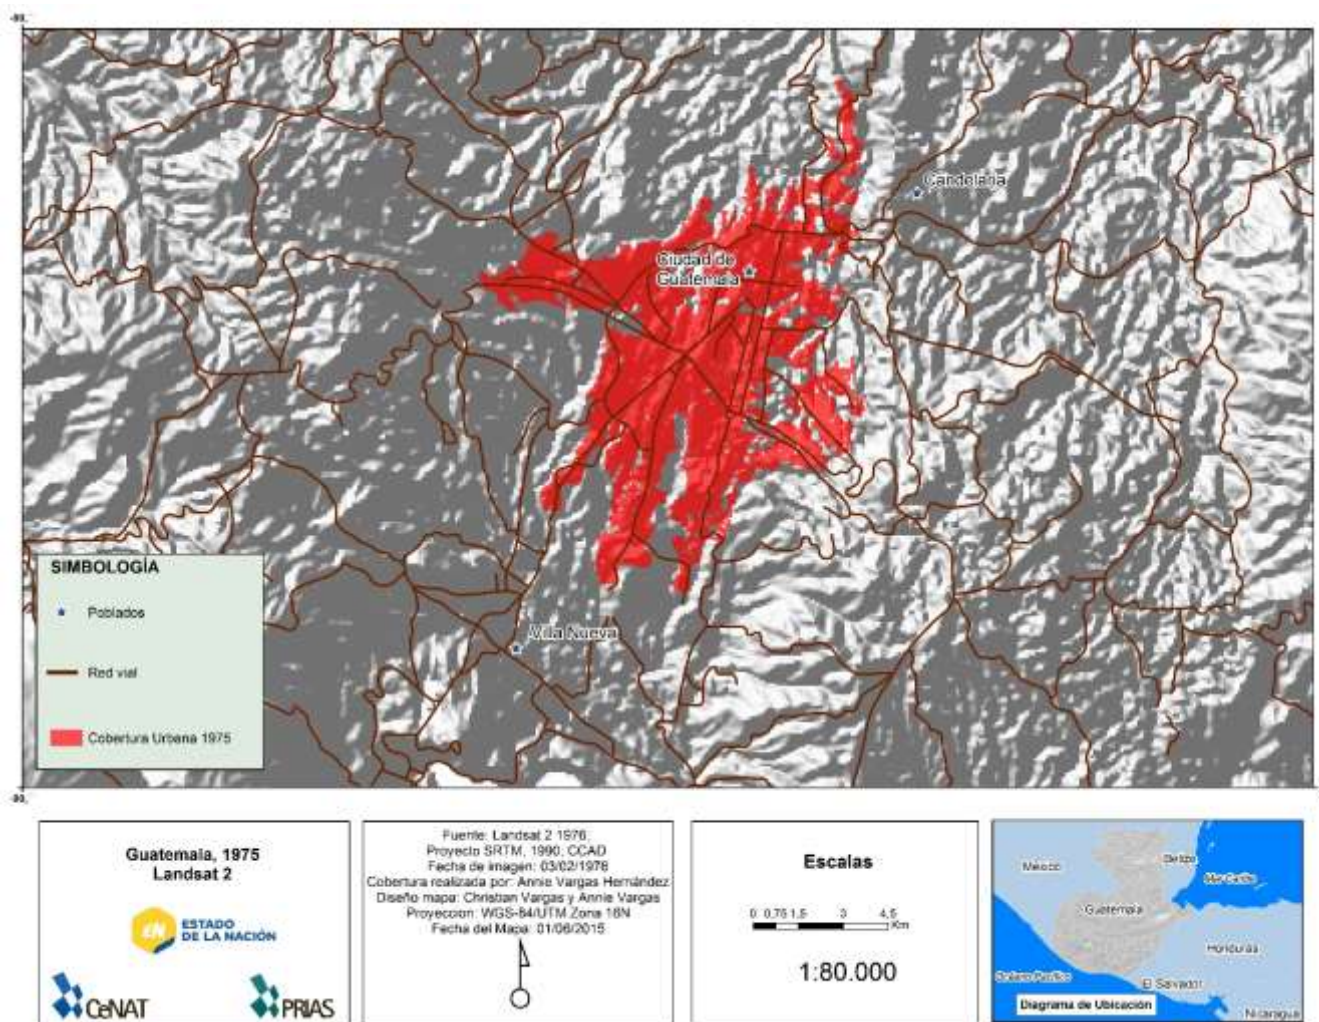 -90.
Candelaria
Ciudad de
Guatemala
Villa Nueva
SIMBOLOGÍA
Poblados
Red vial
Cobertura Urbana 1975
-90.
Guatemala, 1975
Landsat 2
EN ESTADO
DE LA NACIÓN
CeNAT
PRIAS
Fuente: Landsat 2 1976.
Proyecto SRTM, 1990, CCAD
Fecha de imagen: 03/02/1976
Cobertura realizada por: Annie Vargas Hernández
Diseño mapa: Christian Vargas y Annie Vargas
Proyeccion: WGS-84/UTM Zona 16N
Fecha del Mapa: 01/06/2015
Escalas
0 0,75 1,5 3 4,5
Km
1:80.000
México
Belize
Mar Caribe
Guatemala
Honduras
Océano Pacífico
El Salvador
Diagrama de Ubicación
Nicaragua